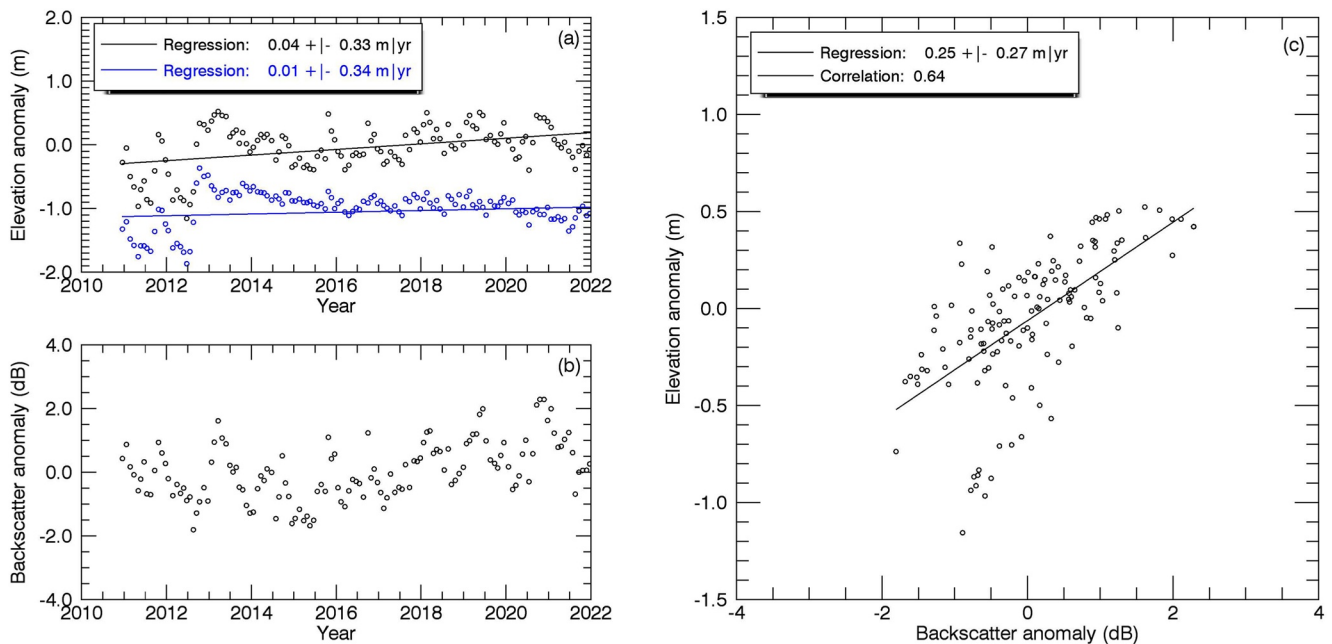 2.0
1.0
0.0
-1.0
-2.0
Elevation anomaly (m)
Regression: 0.04 +|- 0.33 m|yr
Regression: 0.01 +|- 0.34 m|yr
(a)
2010 2012 2014 2016 2018 2020 2022
Year
4.0
2.0
0.0
-2.0
-4.0
Backscatter anomaly (dB)
(b)
2010 2012 2014 2016 2018 2020 2022
Year
1.5
1.0
0.5
0.0
-0.5
-1.0
-1.5
Elevation anomaly (m)
Regression: 0.25 +|- 0.27 m|yr
Correlation: 0.64
(c)
-4 -2 0 2 4
Backscatter anomaly (dB)